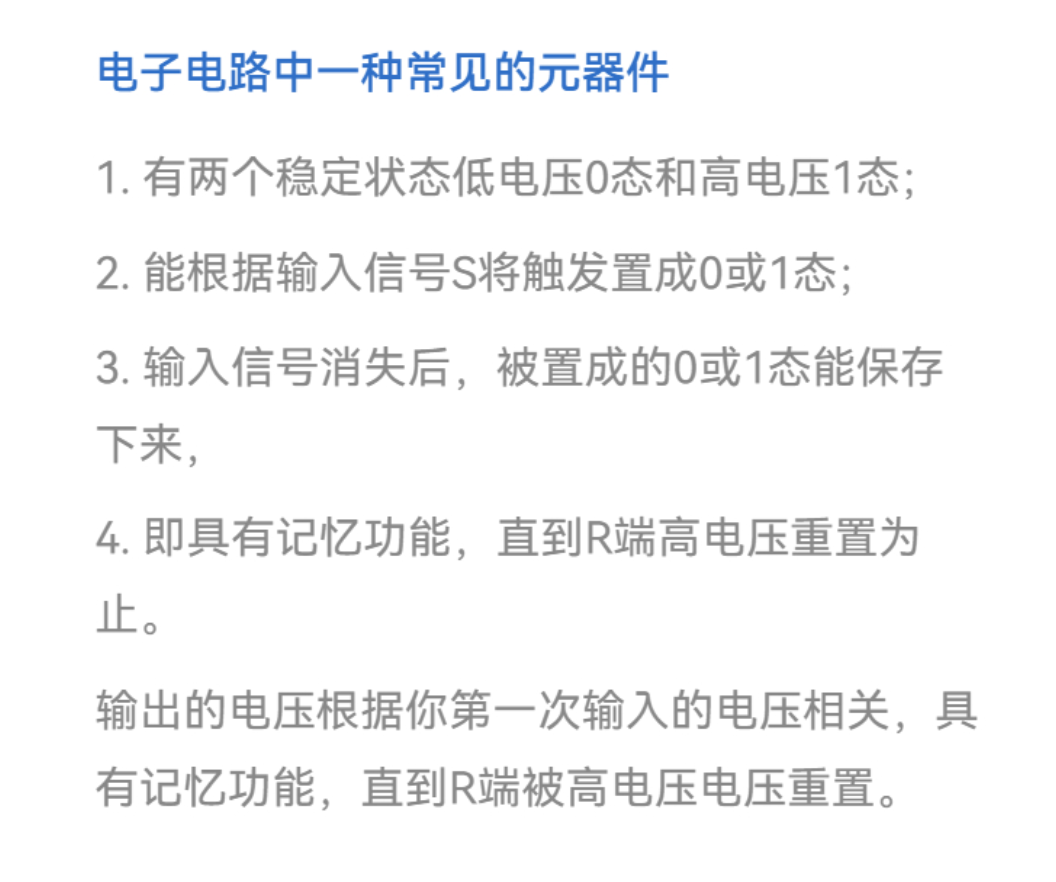 电子电路中一种常见的元器件
1. 有两个稳定状态低电压0态和高电压1态；
2. 能根据输入信号S将触发置成0或1态；
3. 输入信号消失后，被置成的0或1态能保存
下来，
4. 即具有记忆功能，直到R端高电压重置为
止。
输出的电压根据你第一次输入的电压相关，具
有记忆功能，直到R端被高电压电压重置。